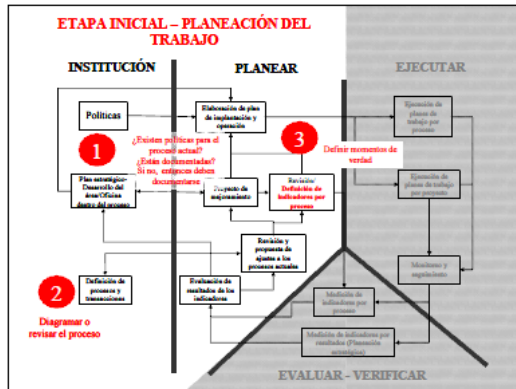 ETAPA INICIAL – PLANEACIÓN DEL
TRABAJO
INSTITUCIÓN
PLANEAR
EJECUTAR
Políticas
Elaboración de plan
de implantación y
operación
Ejecución de
planes de
trabajo por
proceso
1
¿Existen políticas para el
proceso actual?
¿Están documentadas?
Si no, entonces deben
documentarse
3
Definir momentos de
verdad
Plan estratégico-
Desarrollo del
área/Oficina
dentro del proceso
Proyecto de
mejoramiento
Revisión/
Definición de
indicadores por
proceso
Ejecución de
planes de trabajo
por proyecto
Revisión y
propuesta de
ajustes a los
procesos actuales
2
Definición de
procesos y
transacciones
Evaluación de
resultados de los
indicadores
Monitoreo y
seguimiento
Medición de
indicadores por
proceso
Diagramar o
revisar el proceso
Medición de indicadores por
resultados (Planeación
estratégica)
EVALUAR - VERIFICAR